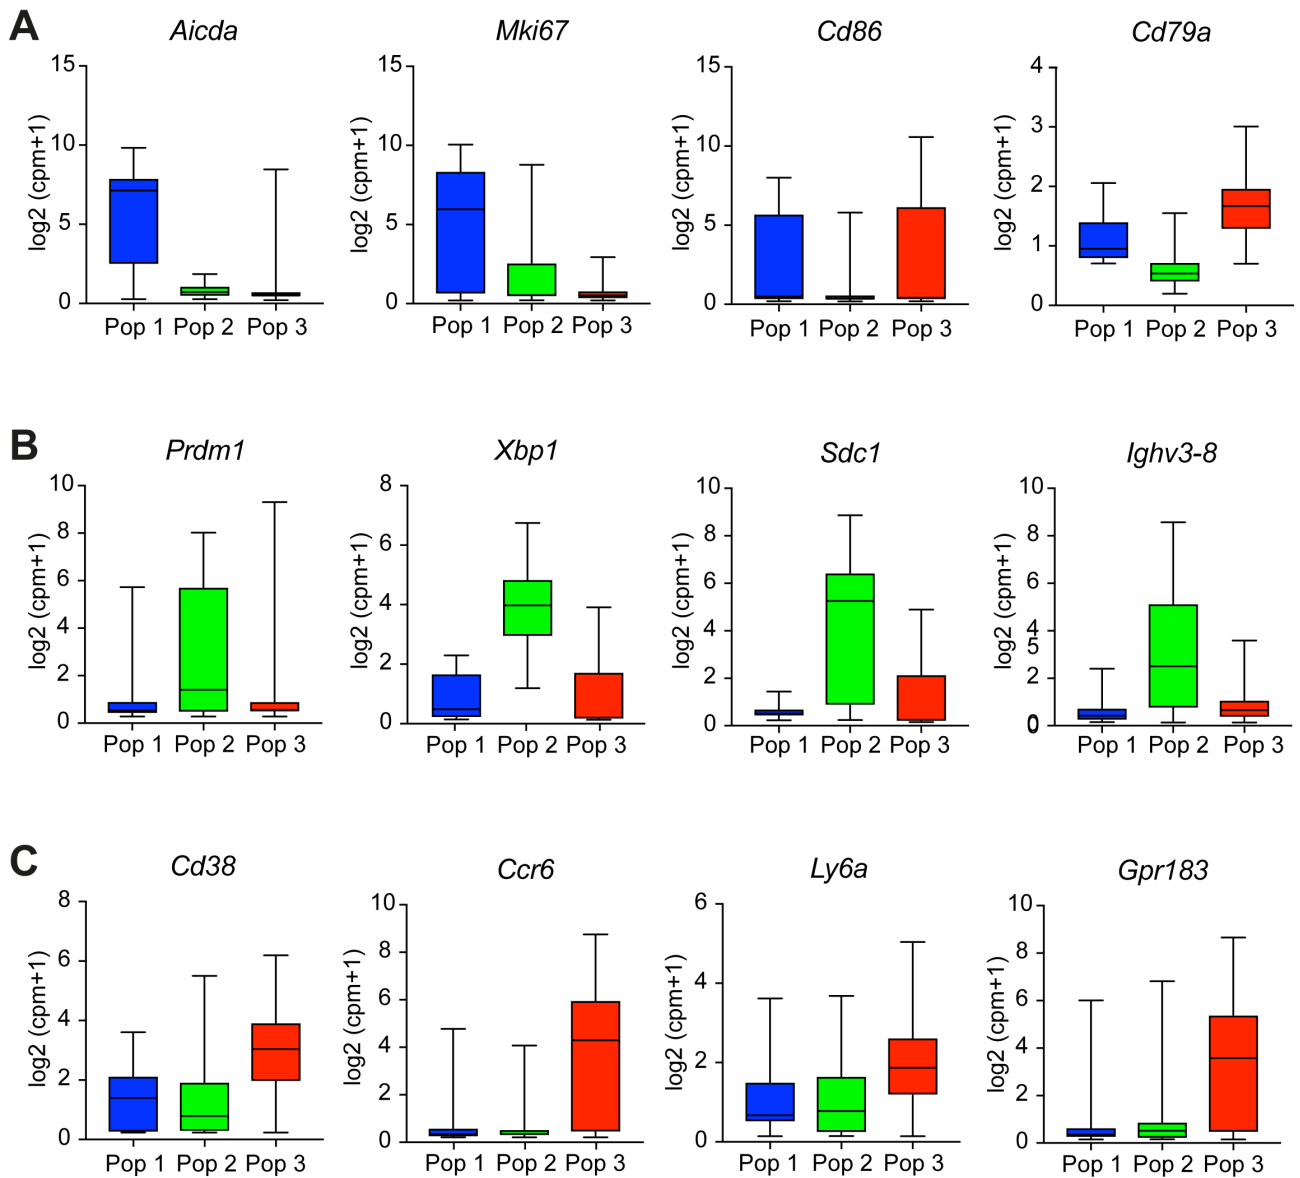 A
Aicda
Mki67
Cd86
Cd79a
log2 (cpm+1)
15
10
5
0
Pop 1 Pop 2 Pop 3
log2 (cpm+1)
15
10
5
0
Pop 1 Pop 2 Pop 3
log2 (cpm+1)
15
10
5
0
Pop 1 Pop 2 Pop 3
log2 (cpm+1)
4
3
2
1
0
Pop 1 Pop 2 Pop 3
B
Prdm1
Xbp1
Sdc1
Ighv3-8
log2 (cpm+1)
10
8
6
4
2
0
Pop 1 Pop 2 Pop 3
log2 (cpm+1)
8
6
4
2
0
Pop 1 Pop 2 Pop 3
log2 (cpm+1)
10
8
6
4
2
0
Pop 1 Pop 2 Pop 3
log2 (cpm+1)
10
8
6
4
5
2
0
0
Pop 1 Pop 2 Pop 3
C
Cd38
Ccr6
Ly6a
Gpr183
log2 (cpm+1)
8
6
4
2
0
Pop 1 Pop 2 Pop 3
log2 (cpm+1)
10
8
6
4
2
0
Pop 1 Pop 2 Pop 3
log2 (cpm+1)
6
4
2
0
Pop 1 Pop 2 Pop 3
log2 (cpm+1)
10
8
6
4
2
0
Pop 1 Pop 2 Pop 3